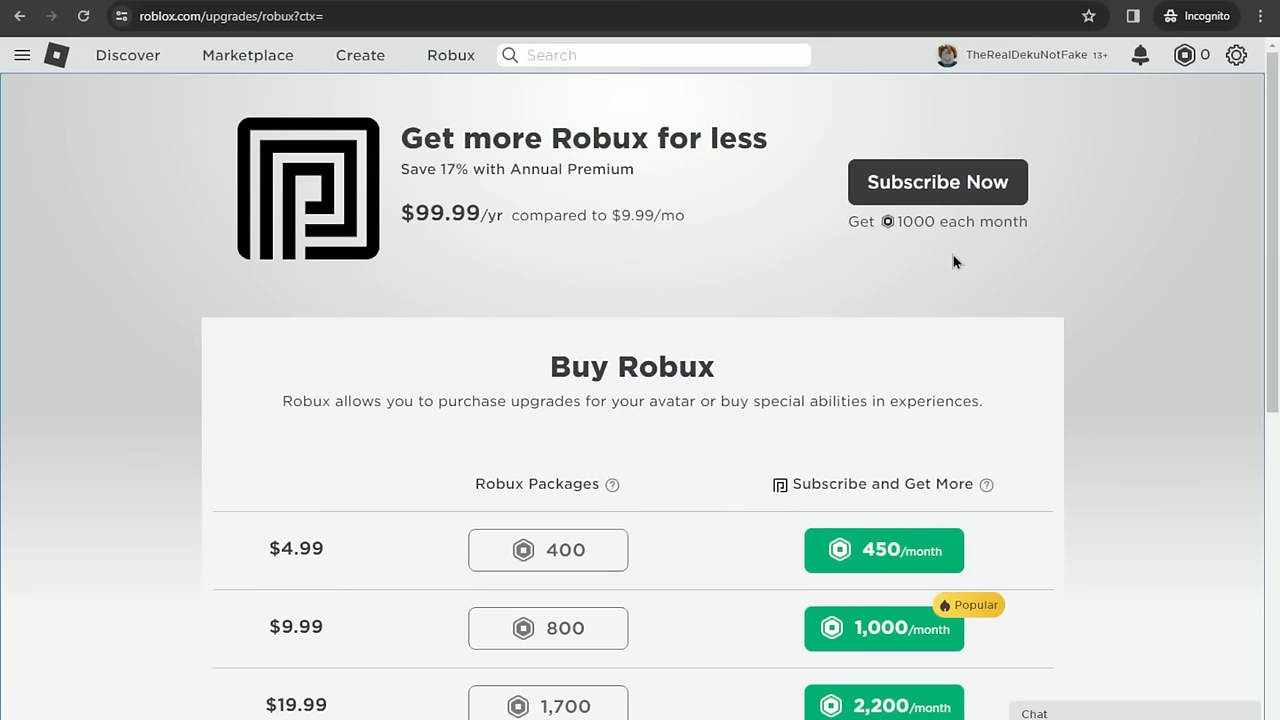 roblox.com/upgrades/robux?ctx=
Incognito
Discover
Marketplace
Create
Robux
Search
TheRealDekuNotFake 13+
0
Get more Robux for less
Save 17% with Annual Premium
$99.99/yr compared to $9.99/mo
Subscribe Now
Get 1000 each month
Buy Robux
Robux allows you to purchase upgrades for your avatar or buy special abilities in experiences.
Robux Packages ?
Subscribe and Get More ?
$4.99
400
450/month
Popular
$9.99
800
1,000/month
$19.99
1,700
2,200/month
Chat